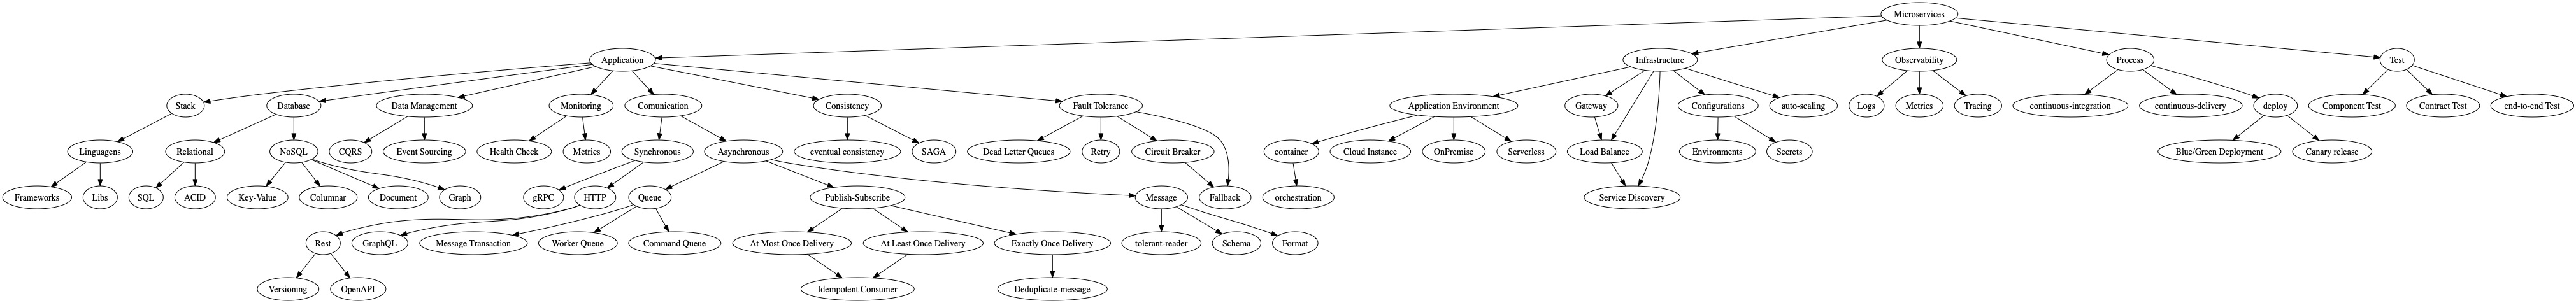 Microservices
Application
Infrastructure
Observability
Process
Test
Stack
Database
Data Management
Monitoring
Comunication
Consistency
Fault Tolerance
Application Environment
Gateway
Configurations
auto-scaling
Logs
Metrics
Tracing
continuous-integration
continuous-delivery
deploy
Component Test
Contract Test
end-to-end Test
Linguagens
Relational
NoSQL
CQRS
Event Sourcing
Health Check
Metrics
Synchronous
Asynchronous
eventual consistency
SAGA
Dead Letter Queues
Retry
Circuit Breaker
container
Cloud Instance
OnPremise
Serverless
Load Balance
Environments
Secrets
Blue/Green Deployment
Canary release
Frameworks
Libs
SQL
ACID
Key-Value
Columnar
Document
Graph
gRPC
HTTP
Queue
Publish-Subscribe
Message
Fallback
orchestration
Service Discovery
Rest
GraphQL
Message Transaction
Worker Queue
Command Queue
At Most Once Delivery
At Least Once Delivery
Exactly Once Delivery
tolerant-reader
Schema
Format
Versioning
OpenAPI
Idempotent Consumer
Deduplicate-message